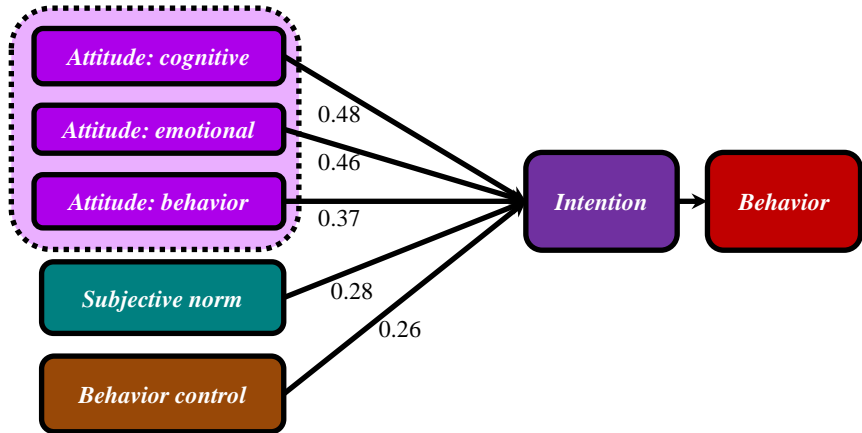 Attitude: cognitive
0.48
Attitude: emotional
0.46
Attitude: behavior
0.37
Intention
Behavior
Subjective norm
0.28
0.26
Behavior control